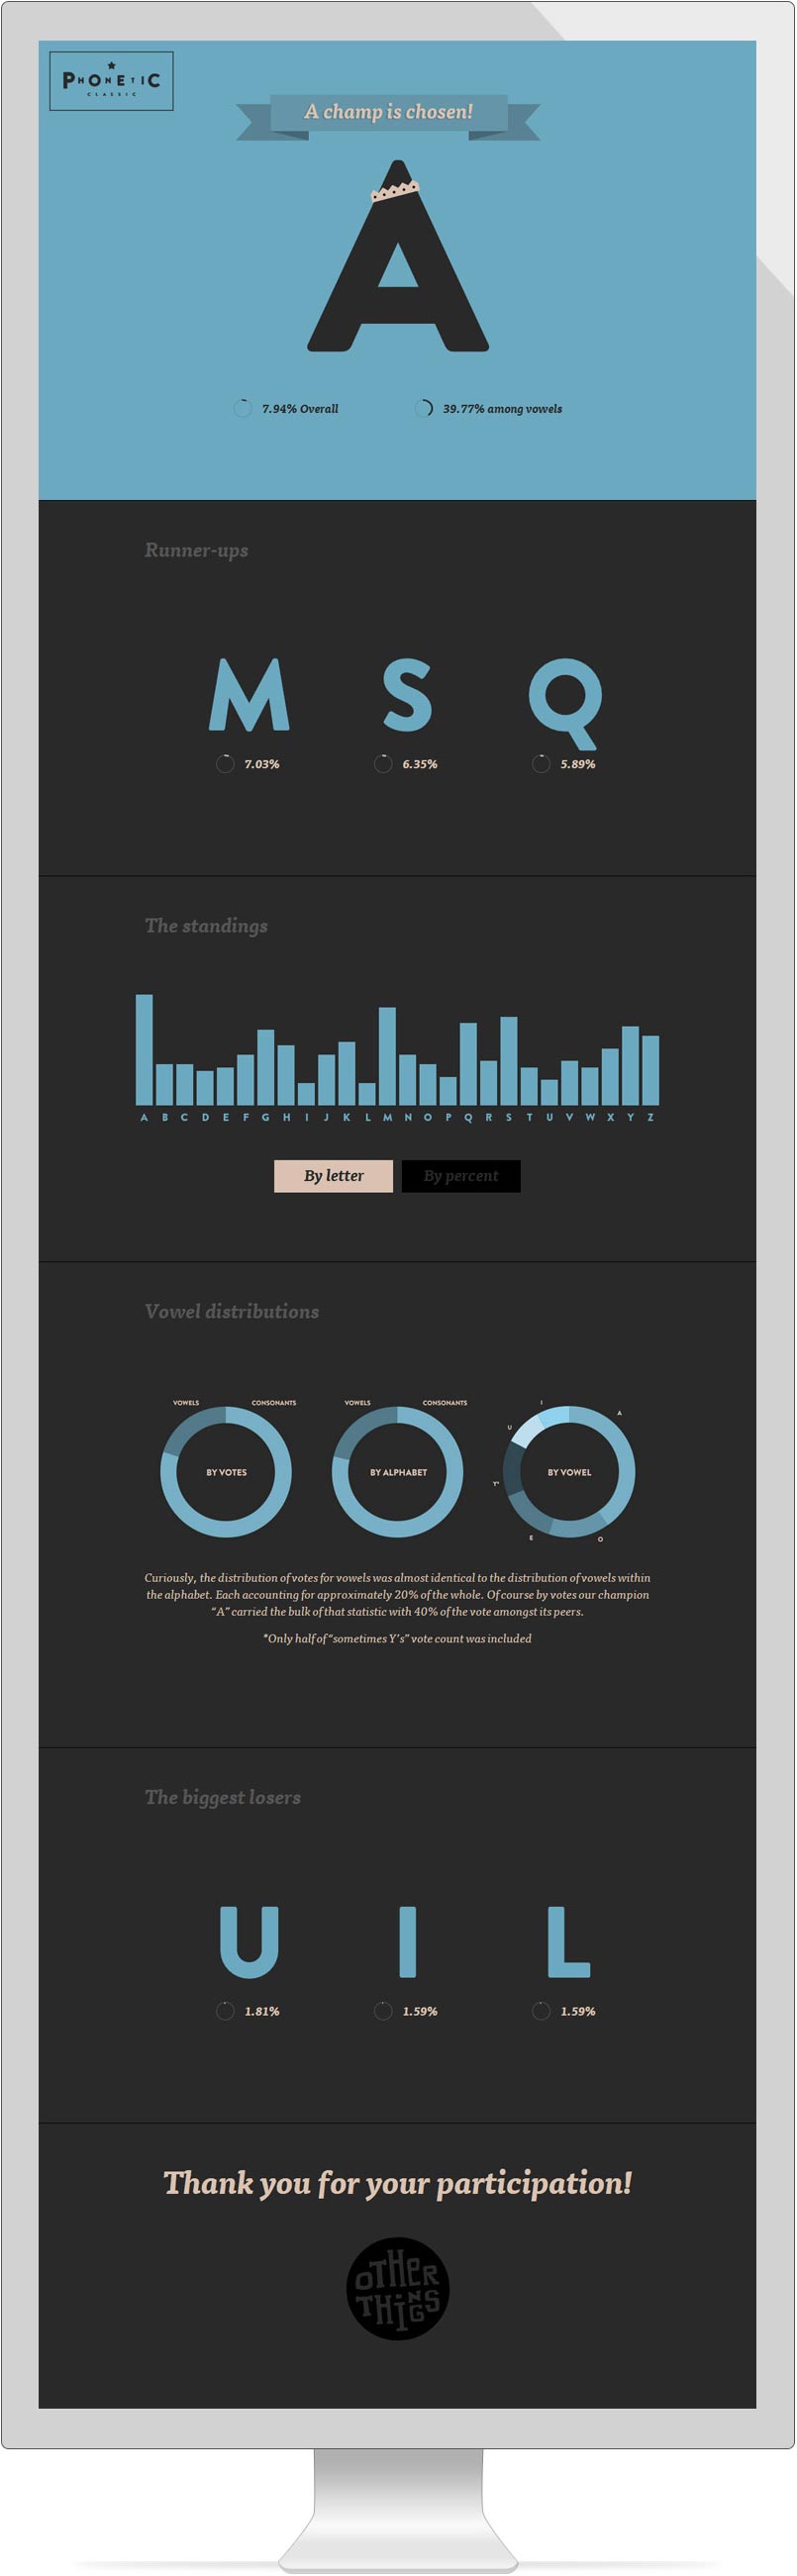 PHONETIC
CLASSIC
A champ is chosen!
A
7.94% Overall
39.77% among vowels
Runner-ups
M S Q
7.03% 6.35% 5.89%
The standings
A B C D E F G H I J K L M N O P Q R S T U V W X Y Z
By letter By percent
Vowel distributions
VOWELS CONSONANTS VOWELS CONSONANTS I A
U
BY VOTES BY ALPHABET BY VOWEL
Y*
E O
Curiously, the distribution of votes for vowels was almost identical to the distribution of vowels within
the alphabet. Each accounting for approximately 20% of the whole. Of course by votes our champion
“A” carried the bulk of that statistic with 40% of the vote amongst its peers.
*Only half of “sometimes Y’s” vote count was included
The biggest losers
U I L
1.81% 1.59% 1.59%
Thank you for your participation!
OTHER
THINGS